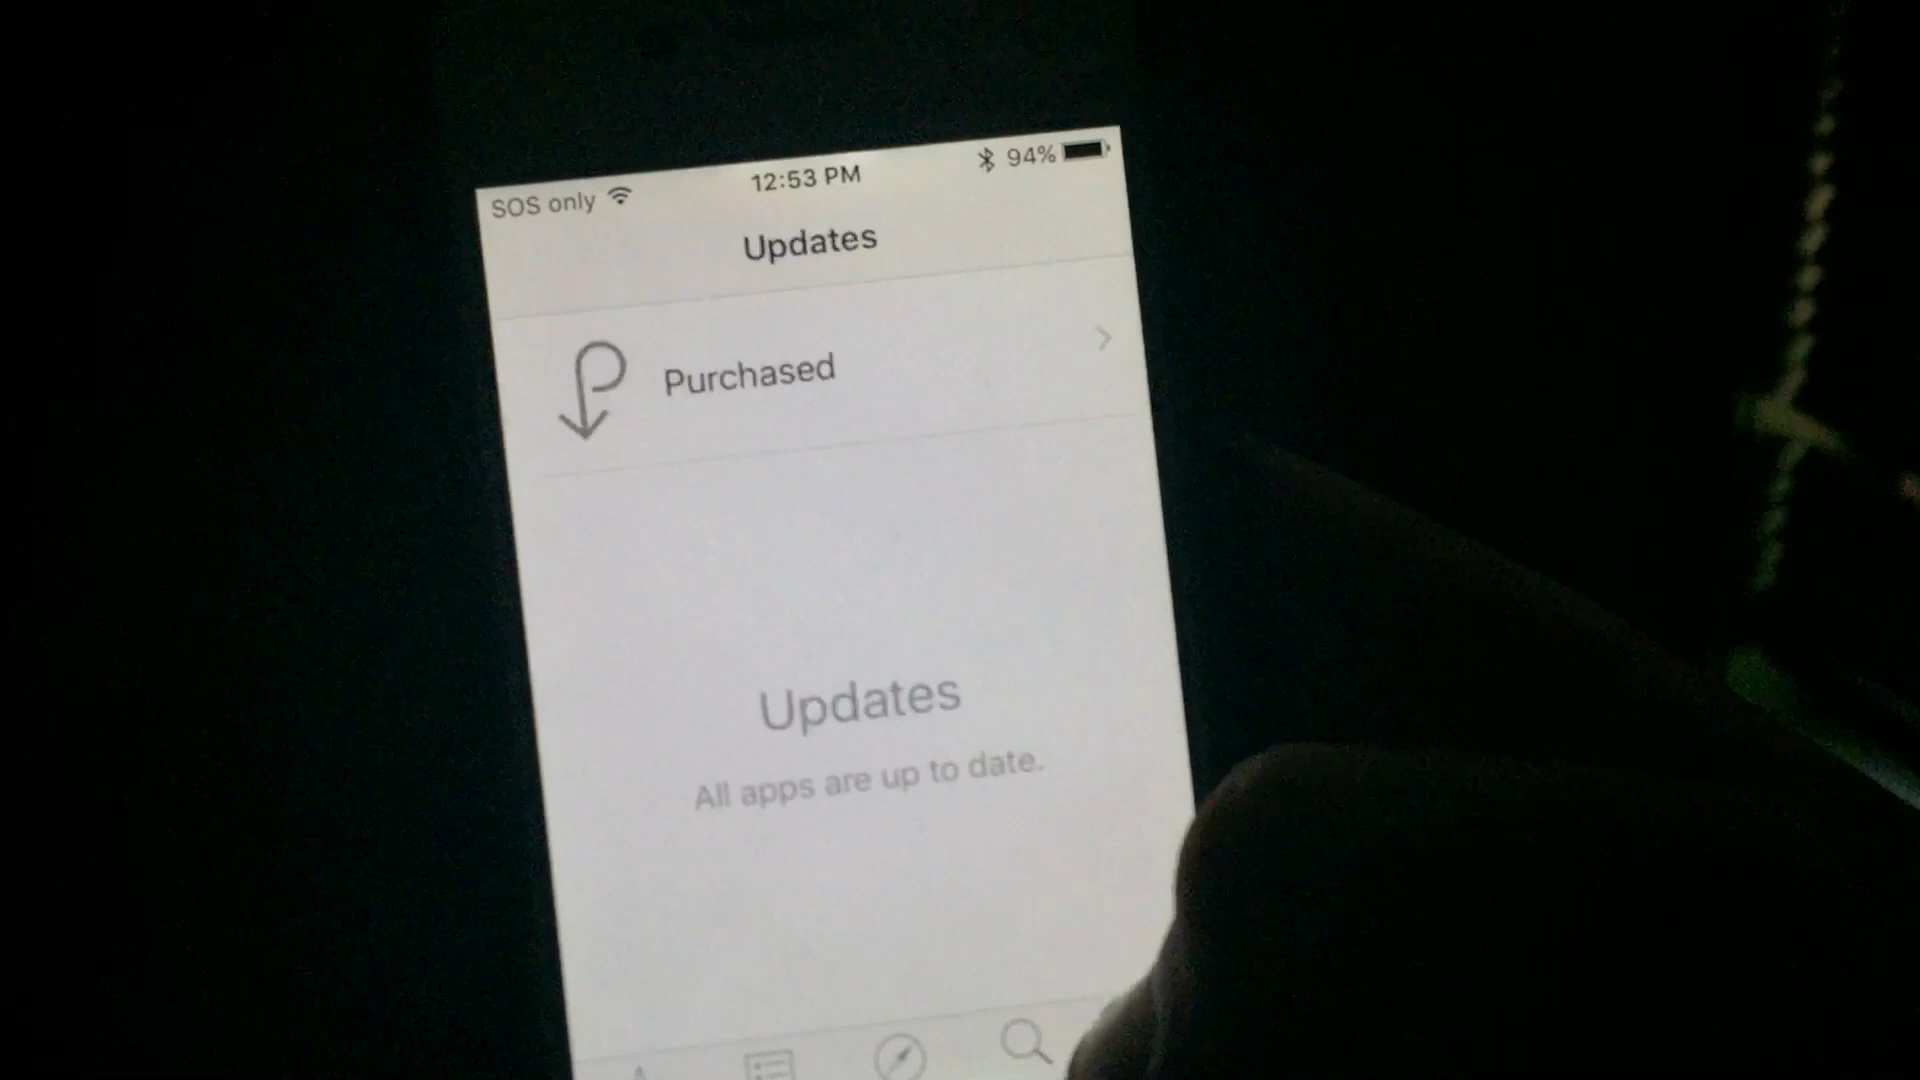 SOS only 12:53 PM 94%
Updates
Purchased
Updates
All apps are up to date.